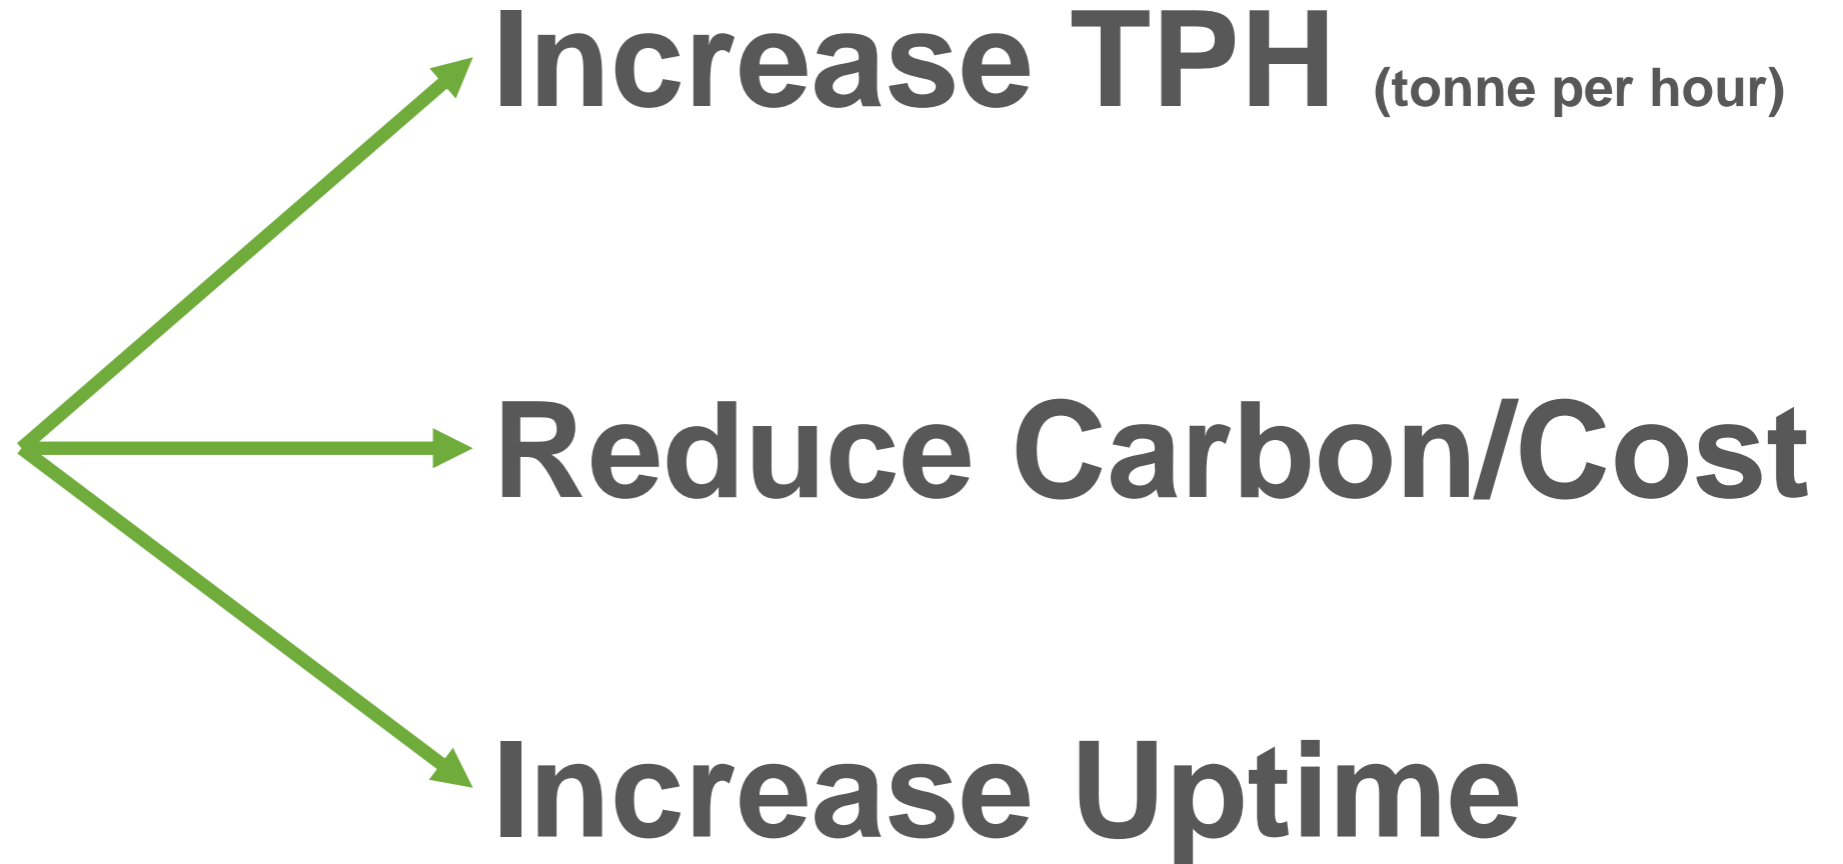 Increase TPH (tonne per hour)
Reduce Carbon/Cost
Increase Uptime